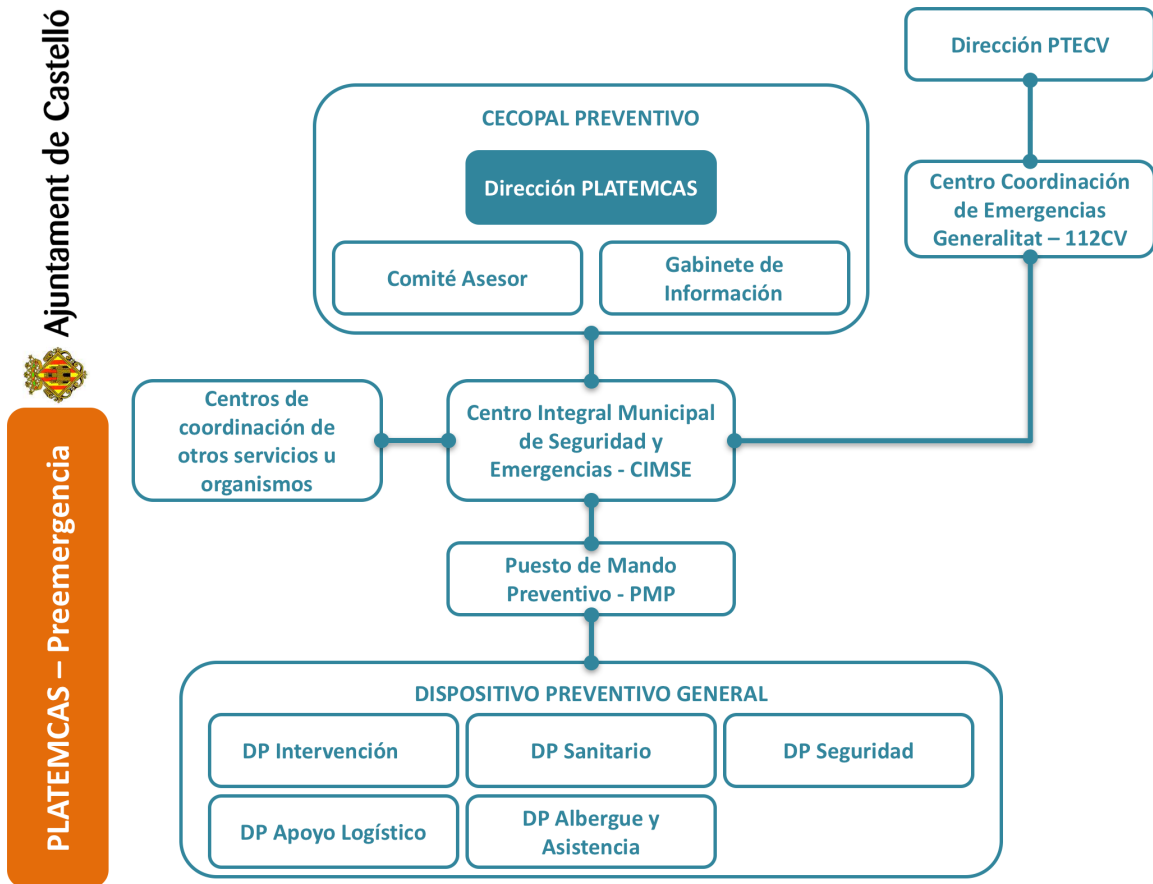 Ajuntament de Castelló
PLATEMCAS – Preemergencia
Dirección PTECV
CECOPAL PREVENTIVO
Dirección PLATEMCAS
Centro Coordinación
de Emergencias
Generalitat – 112CV
Comité Asesor
Gabinete de
Información
Centros de
coordinación de
otros servicios u
organismos
Centro Integral Municipal
de Seguridad y
Emergencias - CIMSE
Puesto de Mando
Preventivo - PMP
DISPOSITIVO PREVENTIVO GENERAL
DP Intervención
DP Sanitario
DP Seguridad
DP Apoyo Logístico
DP Albergue y
Asistencia